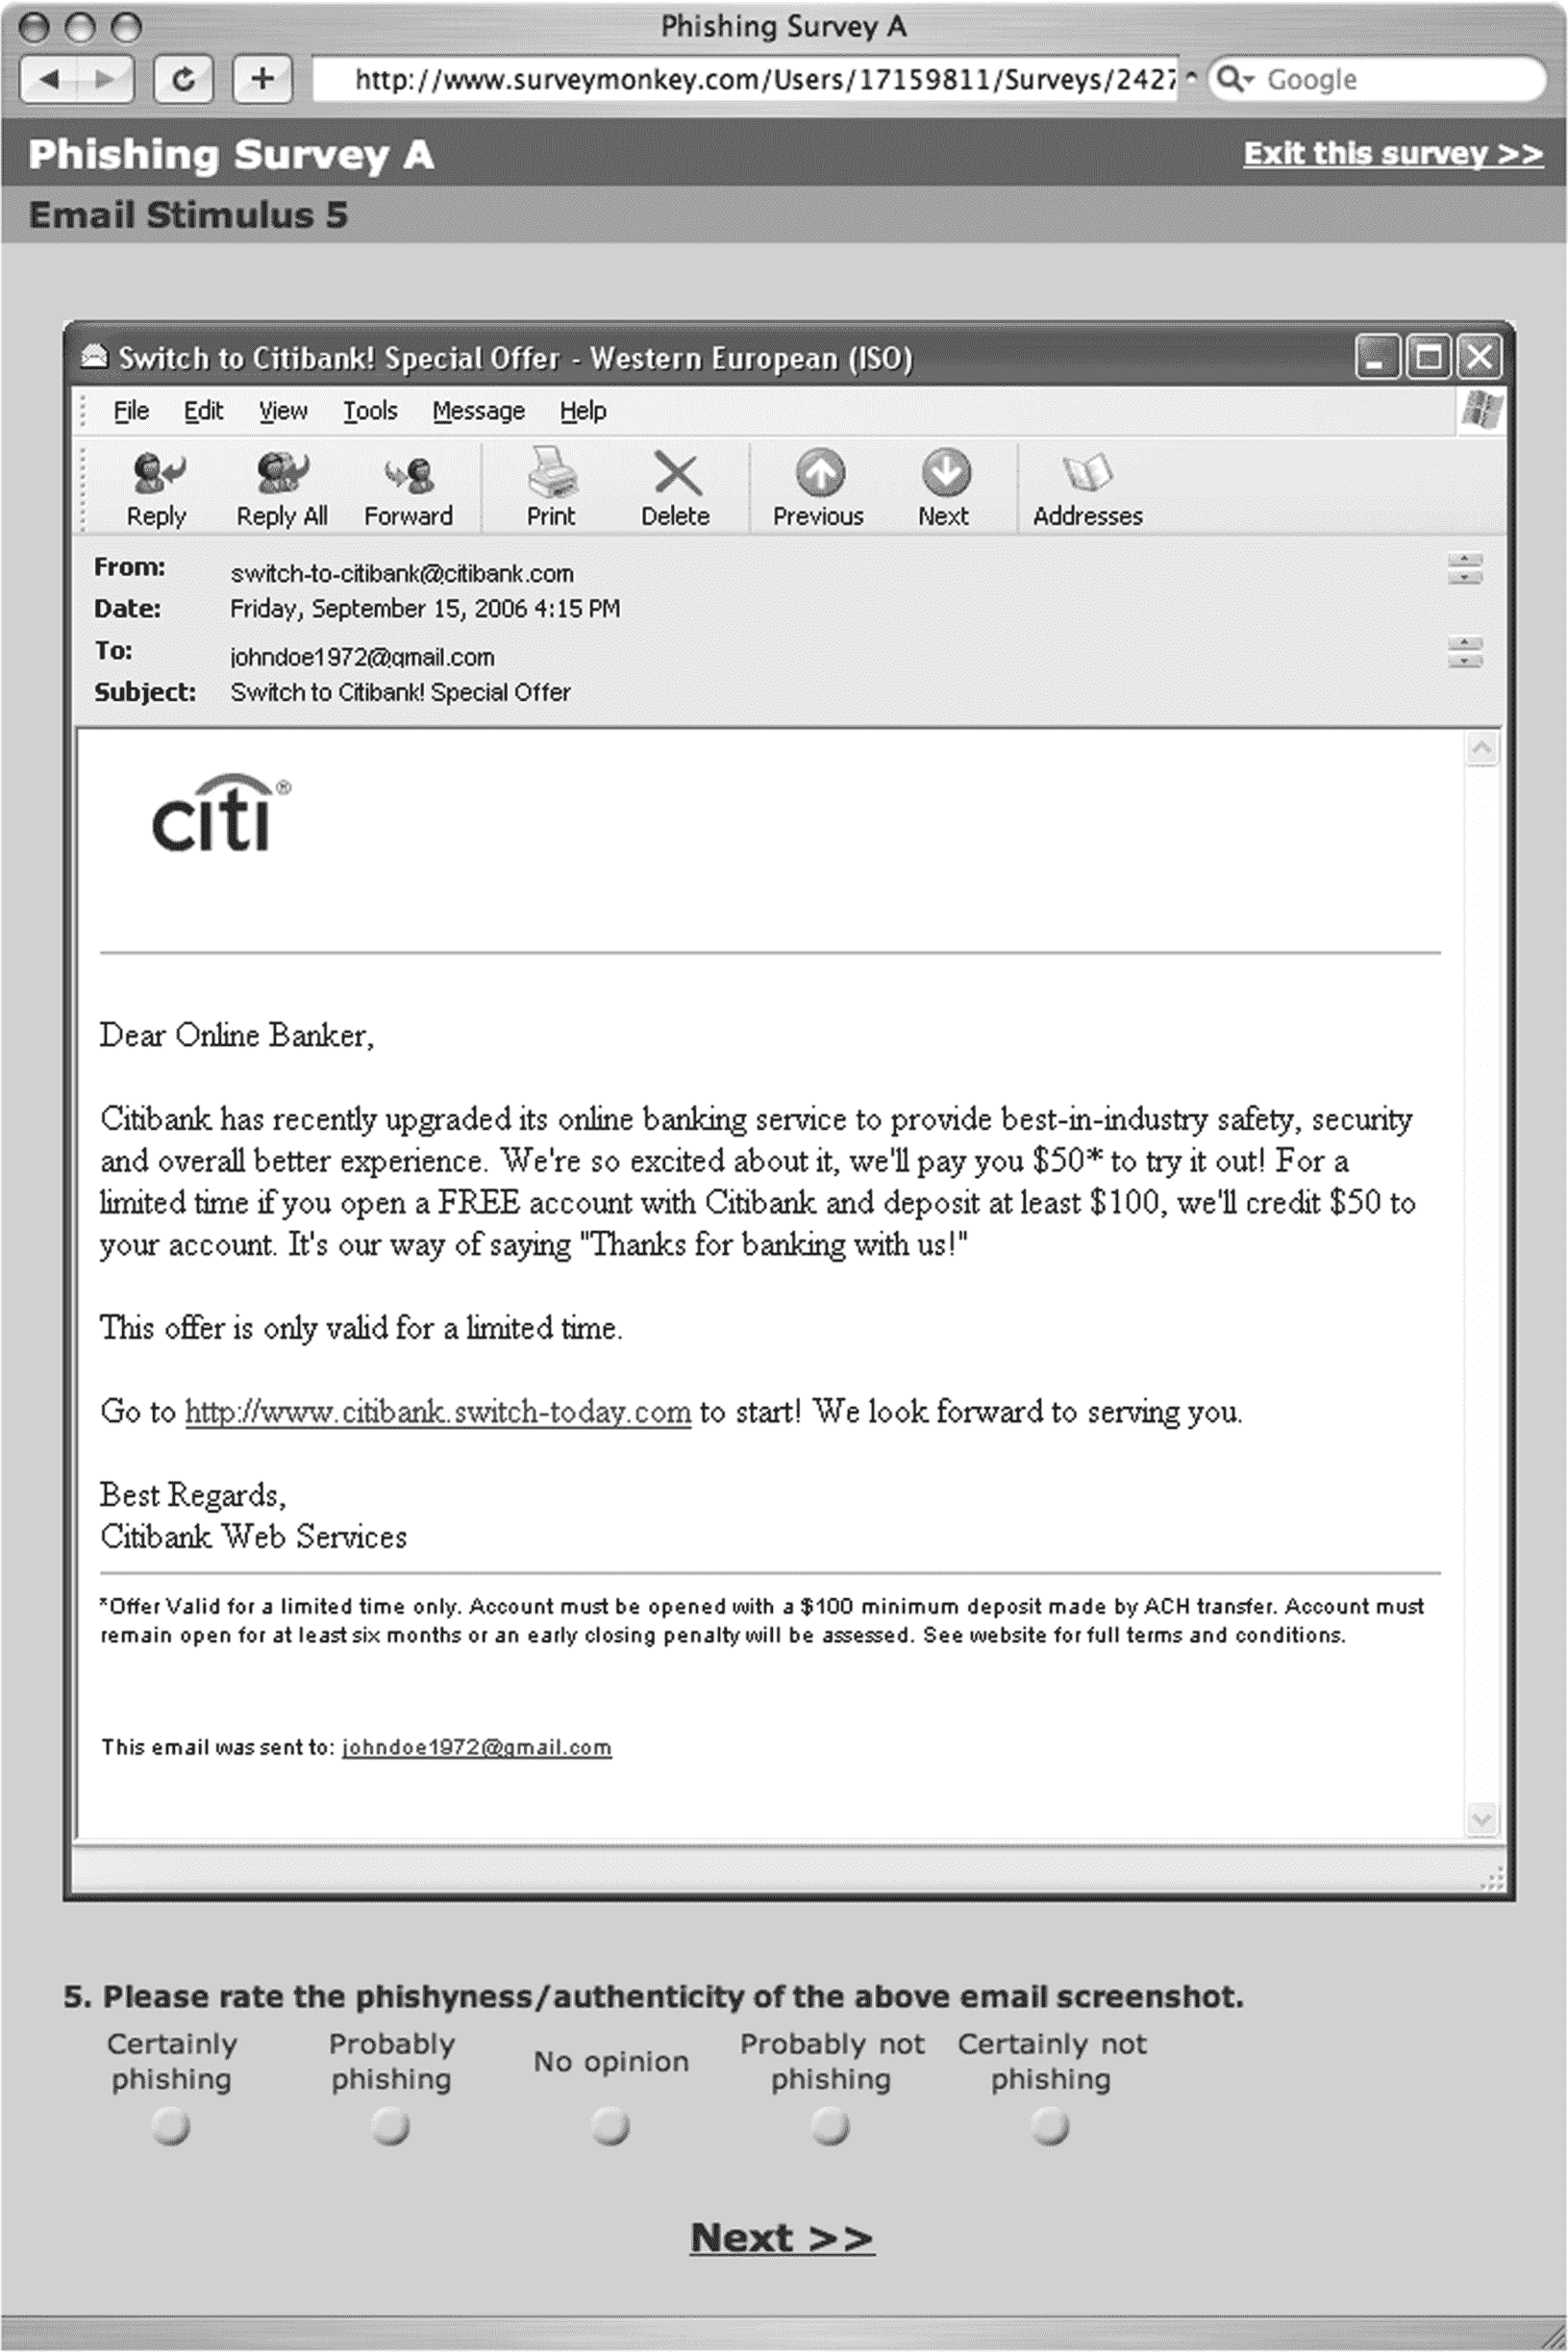 Phishing Survey A
http://www.surveymonkey.com/Users/17159811/Surveys/2427
Google
Phishing Survey A
Exit this survey >>
Email Stimulus 5
Switch to Citibank! Special Offer - Western European (ISO)
File Edit View Tools Message Help
Reply Reply All Forward Print Delete Previous Next Addresses
From: switch-to-citibank@citibank.com
Date: Friday, September 15, 2006 4:15 PM
To: johndoe1972@gmail.com
Subject: Switch to Citibank! Special Offer
citi®
Dear Online Banker,
Citibank has recently upgraded its online banking service to provide best-in-industry safety, security
and overall better experience. We're so excited about it, we'll pay you $50* to try it out! For a
limited time if you open a FREE account with Citibank and deposit at least $100, we'll credit $50 to
your account. It's our way of saying "Thanks for banking with us!"
This offer is only valid for a limited time.
Go to http://www.citibank.switch-today.com to start! We look forward to serving you.
Best Regards,
Citibank Web Services
*Offer Valid for a limited time only. Account must be opened with a $100 minimum deposit made by ACH transfer. Account must
remain open for at least six months or an early closing penalty will be assessed. See website for full terms and conditions.
This email was sent to: johndoe1972@gmail.com
5. Please rate the phishyness/authenticity of the above email screenshot.
Certainly phishing
Probably phishing
No opinion
Probably not phishing
Certainly not phishing
Next >>